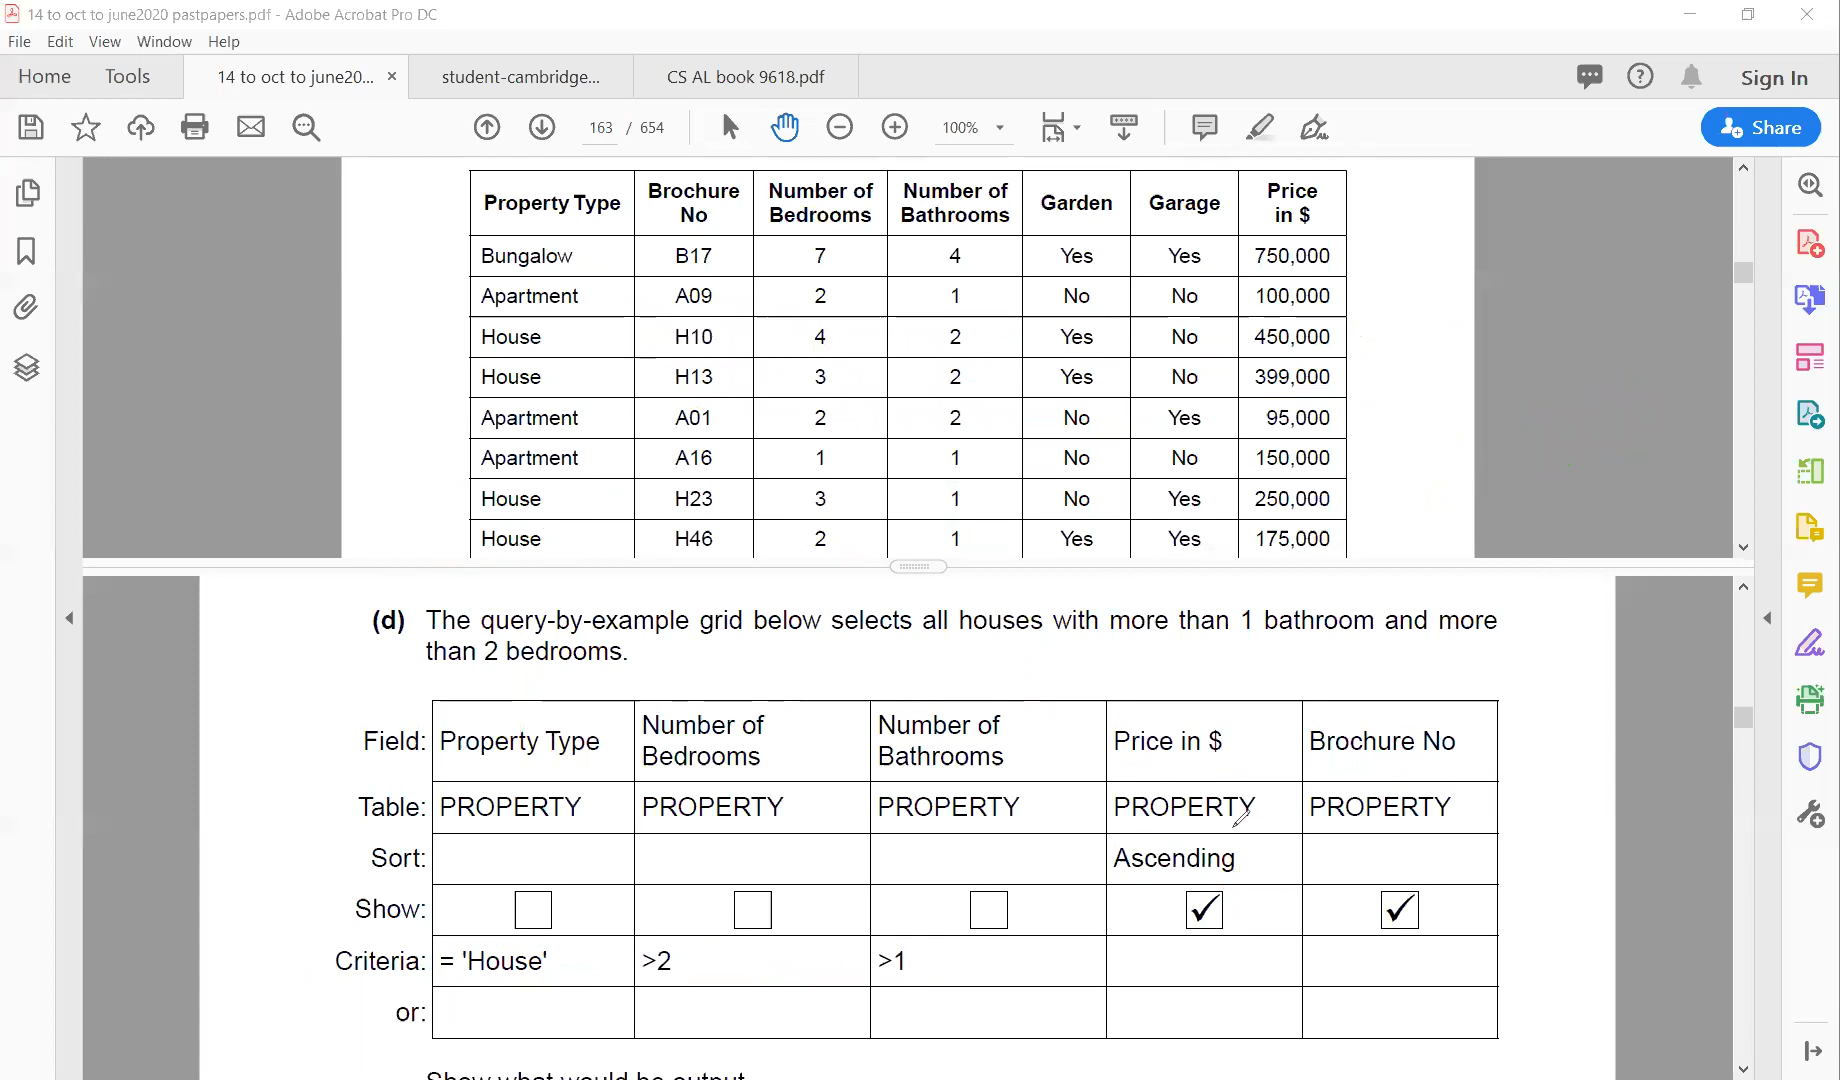 14 to oct to june2020 pastpapers.pdf - Adobe Acrobat Pro DC
File Edit View Window Help
Home Tools 14 to oct to june20... × student-cambridge... CS AL book 9618.pdf Sign In
163 / 654 100% Share
Property Type Brochure No Number of Bedrooms Number of Bathrooms Garden Garage Price in $
Bungalow B17 7 4 Yes Yes 750,000
Apartment A09 2 1 No No 100,000
House H10 4 2 Yes No 450,000
House H13 3 2 Yes No 399,000
Apartment A01 2 2 No Yes 95,000
Apartment A16 1 1 No No 150,000
House H23 3 1 No Yes 250,000
House H46 2 1 Yes Yes 175,000
(d) The query-by-example grid below selects all houses with more than 1 bathroom and more
than 2 bedrooms.
Field: Property Type Number of Bedrooms Number of Bathrooms Price in $ Brochure No
Table: PROPERTY PROPERTY PROPERTY PROPERTY PROPERTY
Sort: Ascending
Show: ✓ ✓
Criteria: = 'House' >2 >1
or:
Show what would be output